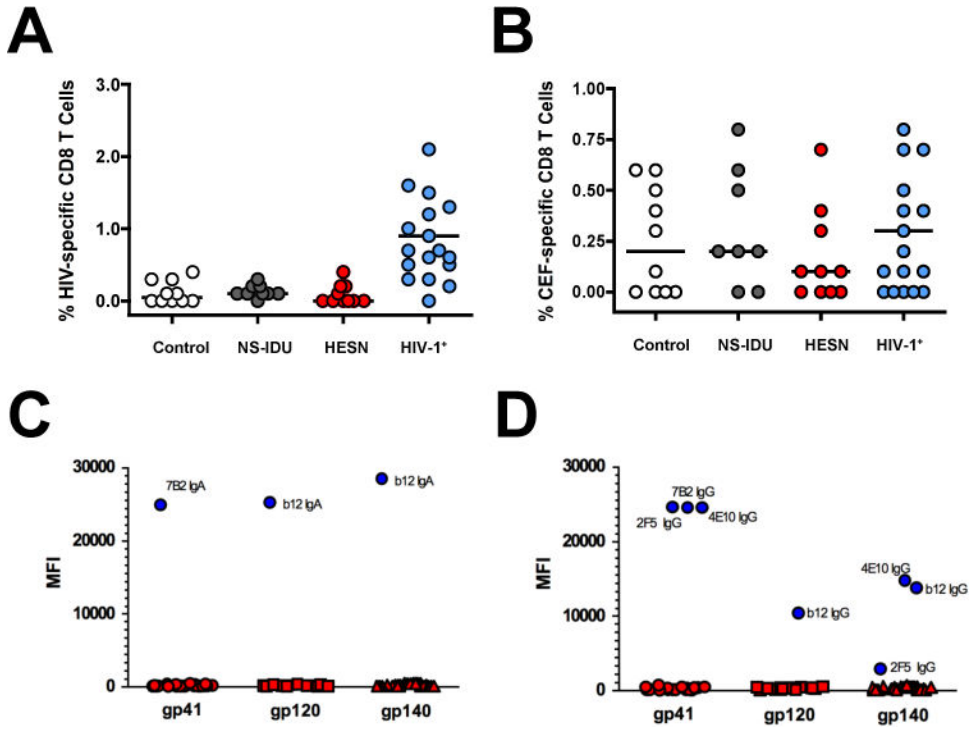 A
B
% HIV-specific CD8 T Cells
3.0
2.0
1.0
0.0
Control NS-IDU HESN HIV-1⁺
% CEF-specific CD8 T Cells
1.00
0.75
0.50
0.25
0.00
Control NS-IDU HESN HIV-1⁺
C
D
MFI
30000
20000
10000
0
7B2 IgA
b12 IgA
b12 IgA
gp41 gp120 gp140
MFI
30000
20000
10000
0
7B2 IgG
2F5 IgG
4E10 IgG
4E10 IgG
b12 IgG
b12 IgG
2F5 IgG
gp41 gp120 gp140